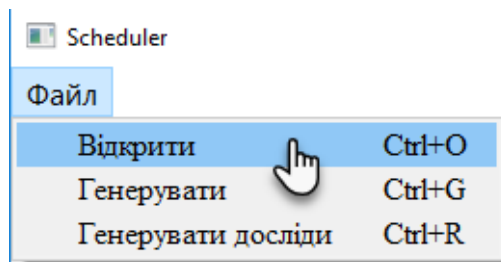 Scheduler
Файл
Відкрити Ctrl+O
Генерувати Ctrl+G
Генерувати досліди Ctrl+R